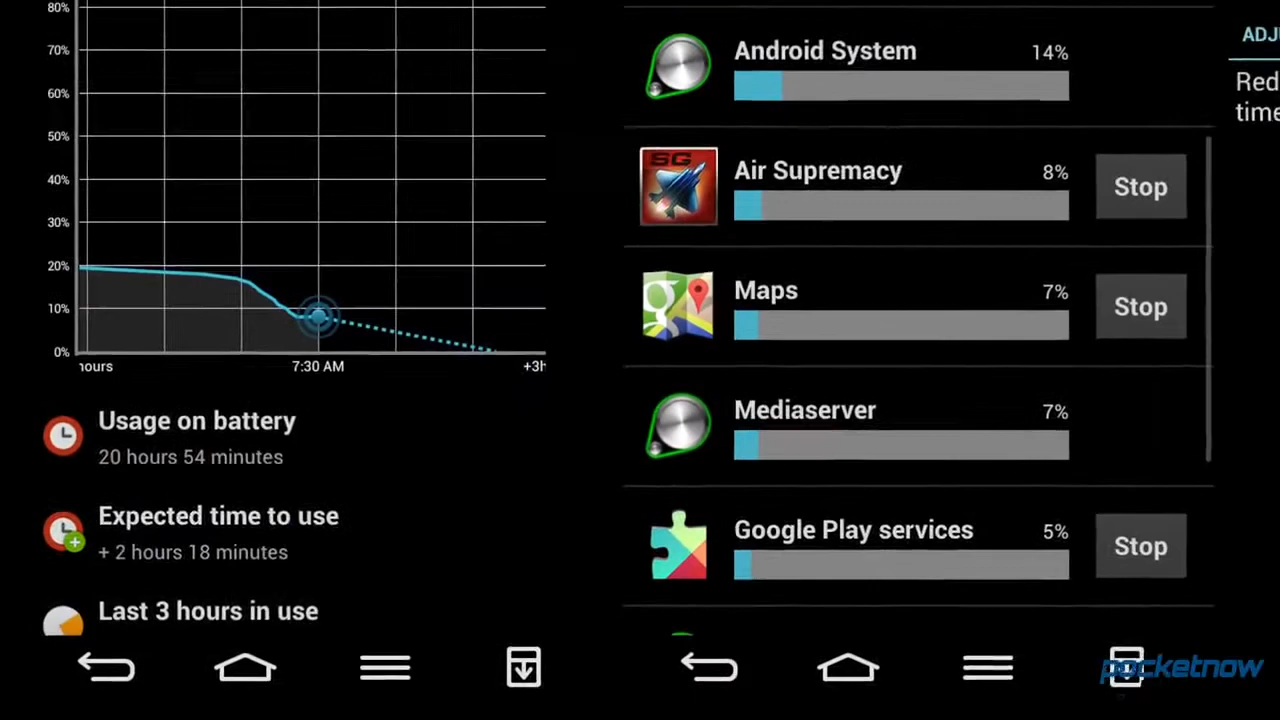 80%
70%
60%
50%
40%
30%
20%
10%
0%
ours
7:30 AM
+3h
Usage on battery
20 hours 54 minutes
Expected time to use
+ 2 hours 18 minutes
Last 3 hours in use
Android System
14%
SG
Air Supremacy
8%
Stop
Maps
7%
Stop
Mediaserver
7%
Google Play services
5%
Stop
ADJU
Red
time
pocketnow